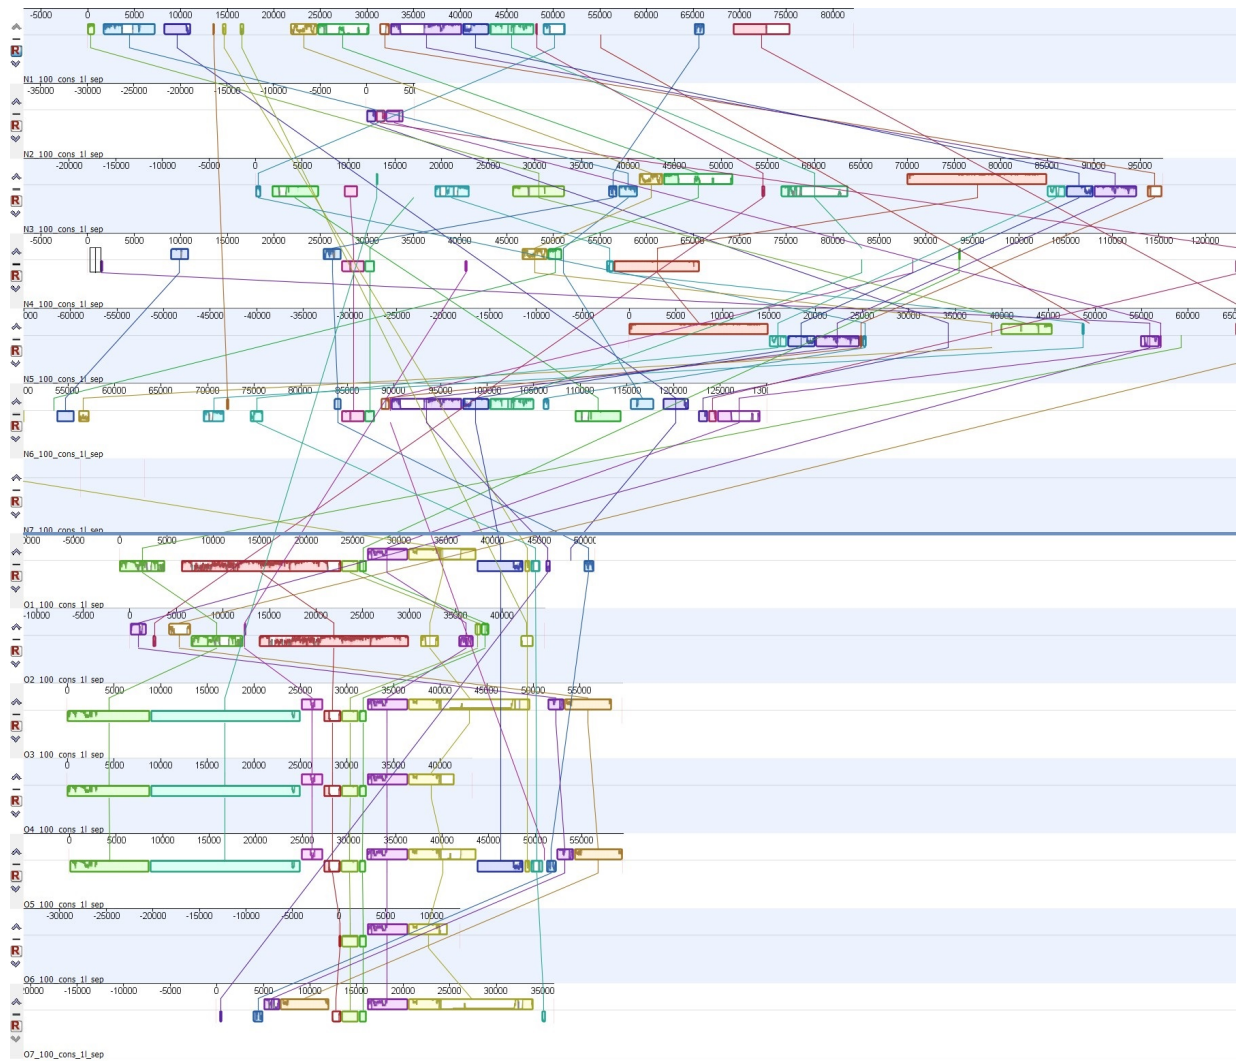 -5000 0 5000 10000 15000 20000 25000 30000 35000 40000 45000 50000 55000 60000 65000 70000 75000 80000
R
N1_100_cons_1l_sep
-35000 -30000 -25000 -20000 -15000 -10000 -5000 0
R
N2_100_cons_1l_sep
-20000 -15000 -10000 -5000 0 5000 10000 15000 20000 25000 30000 35000 40000 45000 50000 55000 60000 65000 70000 75000 80000 85000 90000 95000
R
N3_100_cons_1l_sep
-5000 0 5000 10000 15000 20000 25000 30000 35000 40000 45000 50000 55000 60000 65000 70000 75000 80000 85000 90000 95000 100000 105000 110000 115000 120000
R
N4_100_cons_1l_sep
000 -60000 -55000 -50000 -45000 -40000 -35000 -30000 -25000 -20000 -15000 -10000 -5000 0 5000 10000 15000 20000 25000 30000 35000 40000 45000 50000 55000 60000
R
N5_100_cons_1l_sep
55000 60000 65000 70000 75000 80000 85000 90000 95000 100000 105000 110000 115000 120000 125000
R
N6_100_cons_1l_sep
R
N7_100_cons_1l_sep
-5000 0 5000 10000 15000 20000 25000 30000 35000 40000 45000 50000
R
O1_100_cons_1l_sep
-10000 -5000 0 5000 10000 15000 20000 25000 30000 35000 40000
R
O2_100_cons_1l_sep
0 5000 10000 15000 20000 25000 30000 35000 40000 45000 50000 55000
R
O3_100_cons_1l_sep
0 5000 10000 15000 20000 25000 30000 35000 40000
R
O4_100_cons_1l_sep
0 5000 10000 15000 20000 25000 30000 35000 40000 45000 50000 55000
R
O5_100_cons_1l_sep
-30000 -25000 -20000 -15000 -10000 -5000 0 5000 10000
R
O6_100_cons_1l_sep
-15000 -10000 -5000 0 5000 10000 15000 20000 25000 30000 35000
R
O7_100_cons_1l_sep